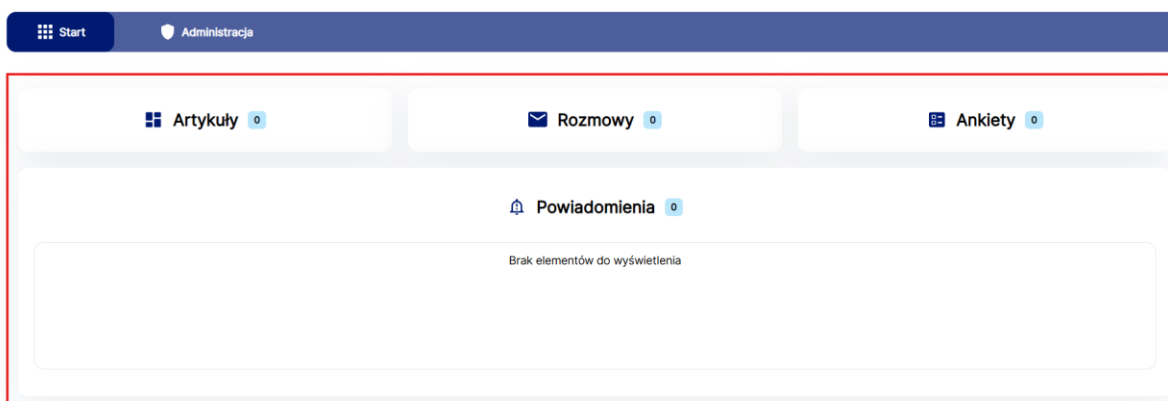 Start Administracja
Artykuły 0 Rozmowy 0 Ankiety 0
Powiadomienia 0
Brak elementów do wyświetlenia